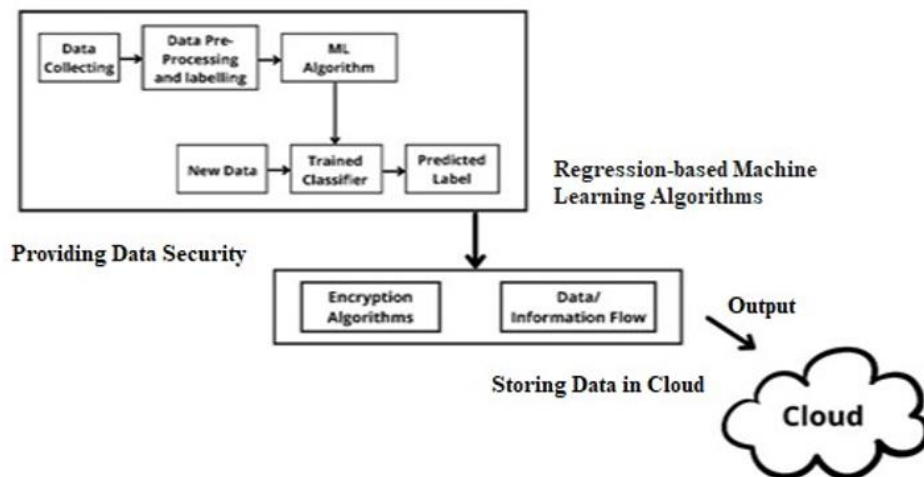 Data
Collecting
Data Pre-
Processing
and labelling
ML
Algorithm
New Data
Trained
Classifier
Predicted
Label
Regression-based Machine
Learning Algorithms
Providing Data Security
Encryption
Algorithms
Data/
Information Flow
Output
Storing Data in Cloud
Cloud